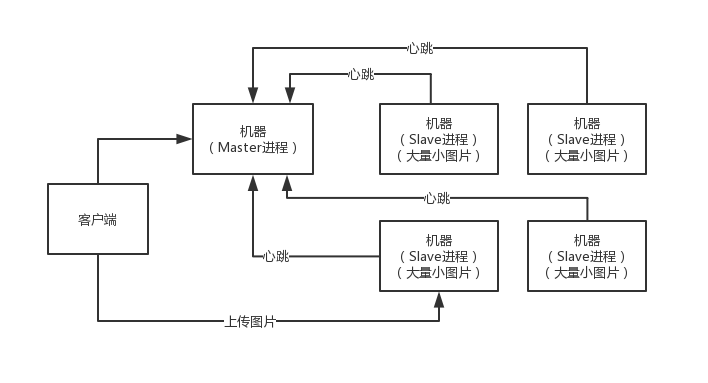 心跳
心跳
机器
（Master进程）
机器
（Slave进程）
（大量小图片）
机器
（Slave进程）
（大量小图片）
客户端
心跳
心跳
机器
（Slave进程）
（大量小图片）
机器
（Slave进程）
（大量小图片）
上传图片